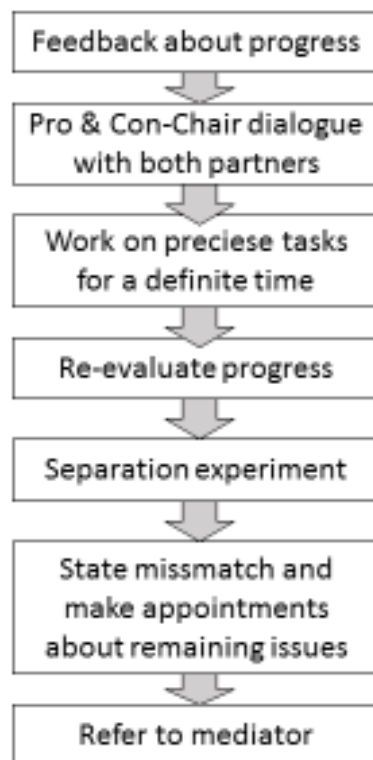 Feedback about progress
Pro & Con-Chair dialogue
with both partners
Work on preciese tasks
for a definite time
Re-evaluate progress
Separation experiment
State missmatch and
make appointments
about remaining issues
Refer to mediator